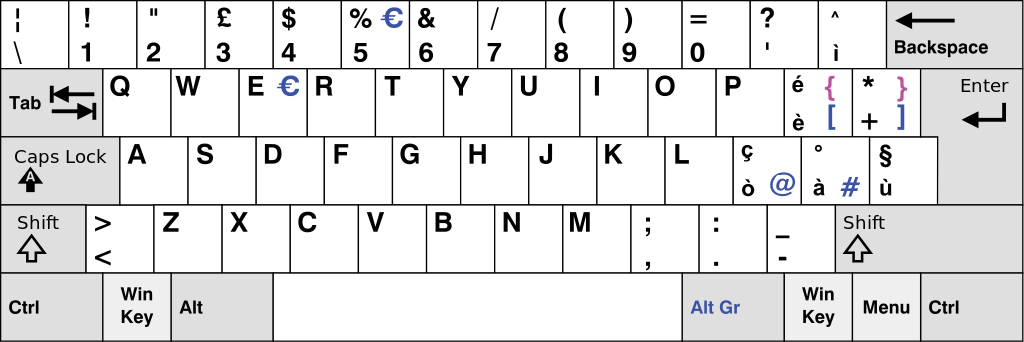 ¦ ! " £ $ % € & / ( ) = ? ^
\ 1 2 3 4 5 6 7 8 9 0 ' ì Backspace
Tab Q W E € R T Y U I O P é { * } Enter
è [ + ]
Caps Lock A S D F G H J K L ç ° §
A ò @ à # ù
Shift > Z X C V B N M ; : _ Shift
< , . -
Ctrl Win Key Alt Alt Gr Win Key Menu Ctrl